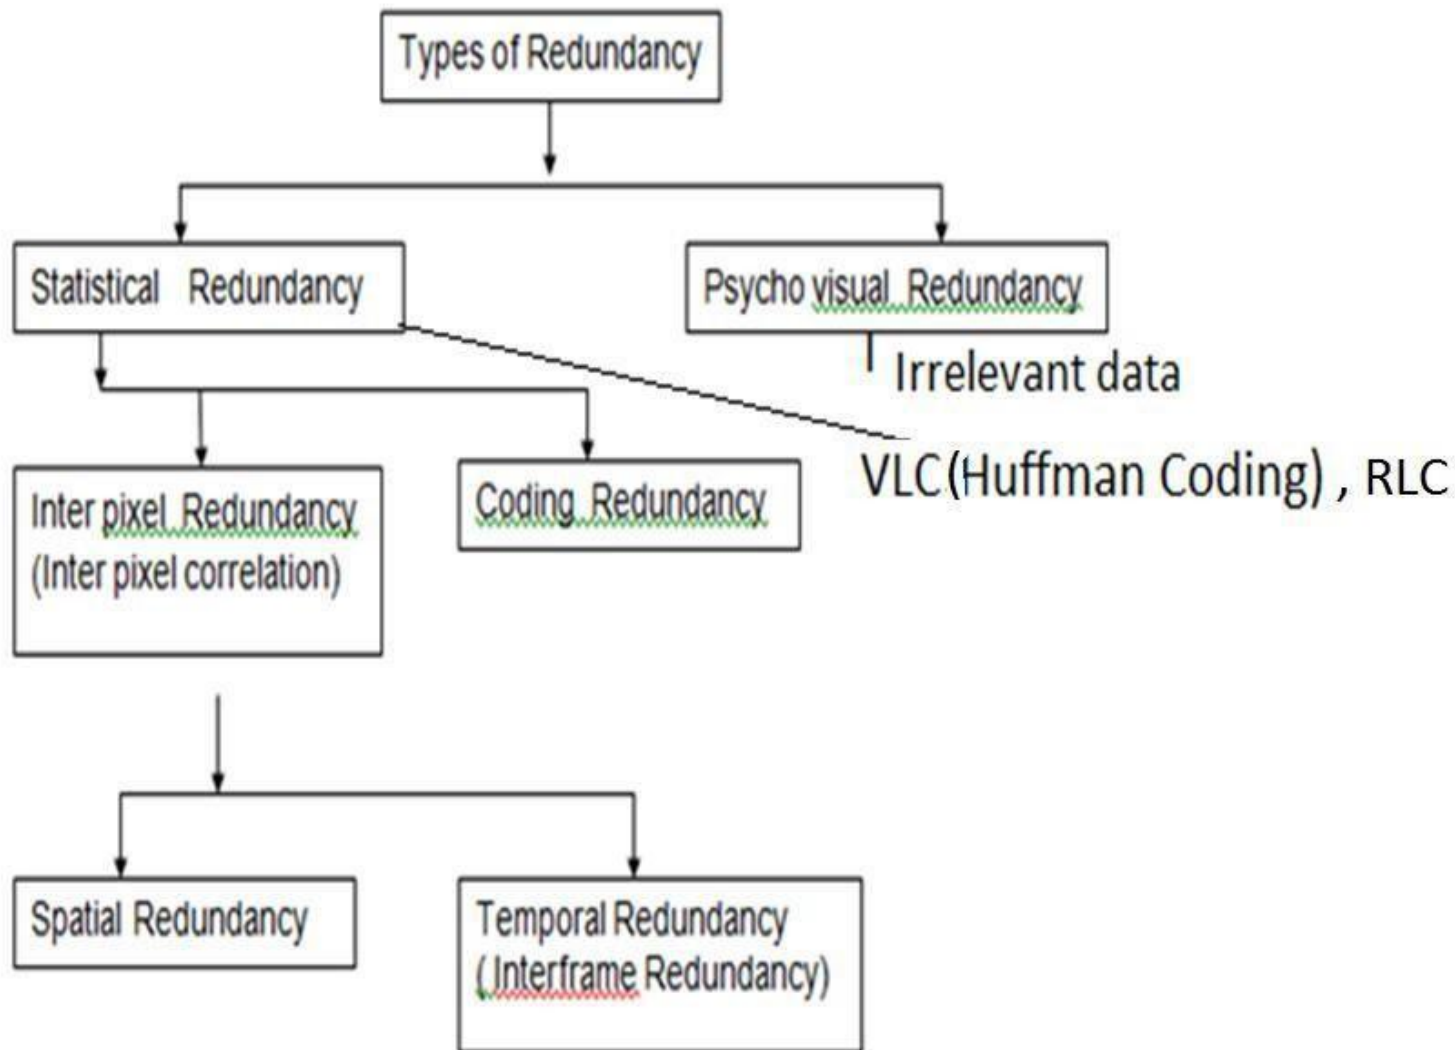 Types of Redundancy
Statistical Redundancy
Psycho visual Redundancy
Irrelevant data
VLC(Huffman Coding) , RLC
Inter pixel Redundancy
(Inter pixel correlation)
Coding Redundancy
Spatial Redundancy
Temporal Redundancy
( Interframe Redundancy)